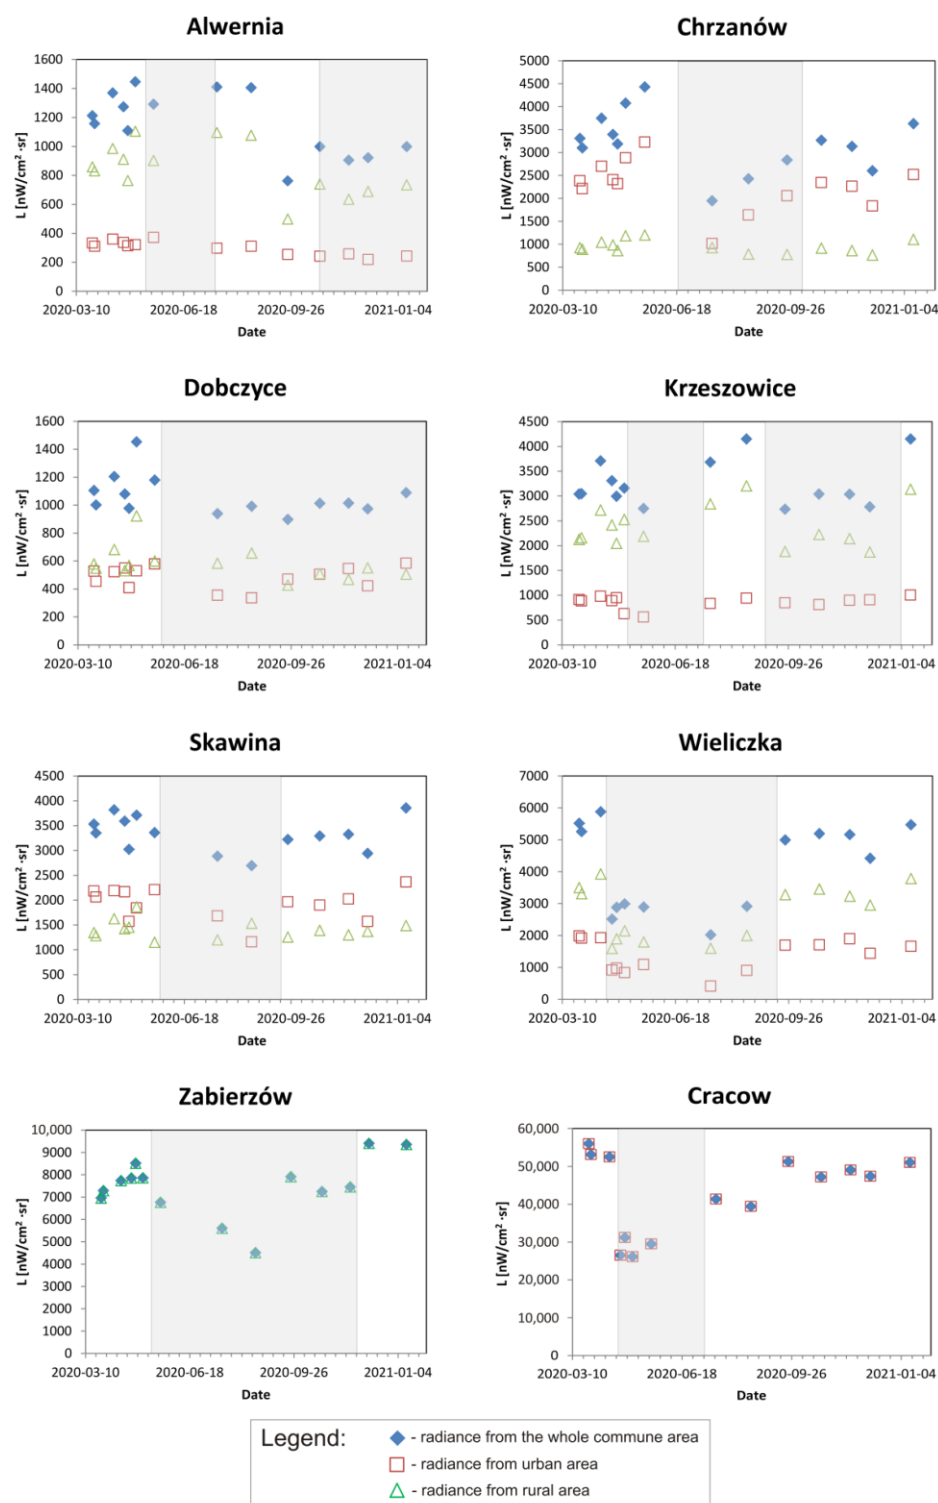 Alwernia
1600
1400
1200
1000
800
600
400
200
0
L [nW/cm² ·sr]
2020-03-10 2020-06-18 2020-09-26 2021-01-04
Date
Chrzanów
5000
4500
4000
3500
3000
2500
2000
1500
1000
500
0
L [nW/cm² ·sr]
2020-03-10 2020-06-18 2020-09-26 2021-01-04
Date
Dobczyce
1600
1400
1200
1000
800
600
400
200
0
L [nW/cm² ·sr]
2020-03-10 2020-06-18 2020-09-26 2021-01-04
Date
Krzeszowice
4500
4000
3500
3000
2500
2000
1500
1000
500
0
L [nW/cm² ·sr]
2020-03-10 2020-06-18 2020-09-26 2021-01-04
Date
Skawina
4500
4000
3500
3000
2500
2000
1500
1000
500
0
L [nW/cm² ·sr]
2020-03-10 2020-06-18 2020-09-26 2021-01-04
Date
Wieliczka
7000
6000
5000
4000
3000
2000
1000
0
L [nW/cm² ·sr]
2020-03-10 2020-06-18 2020-09-26 2021-01-04
Date
Zabierzów
10,000
9000
8000
7000
6000
5000
4000
3000
2000
1000
0
L [nW/cm² ·sr]
2020-03-10 2020-06-18 2020-09-26 2021-01-04
Date
Cracow
60,000
50,000
40,000
30,000
20,000
10,000
0
L [nW/cm² ·sr]
2020-03-10 2020-06-18 2020-09-26 2021-01-04
Date
Legend:
- radiance from the whole commune area
- radiance from urban area
- radiance from rural area